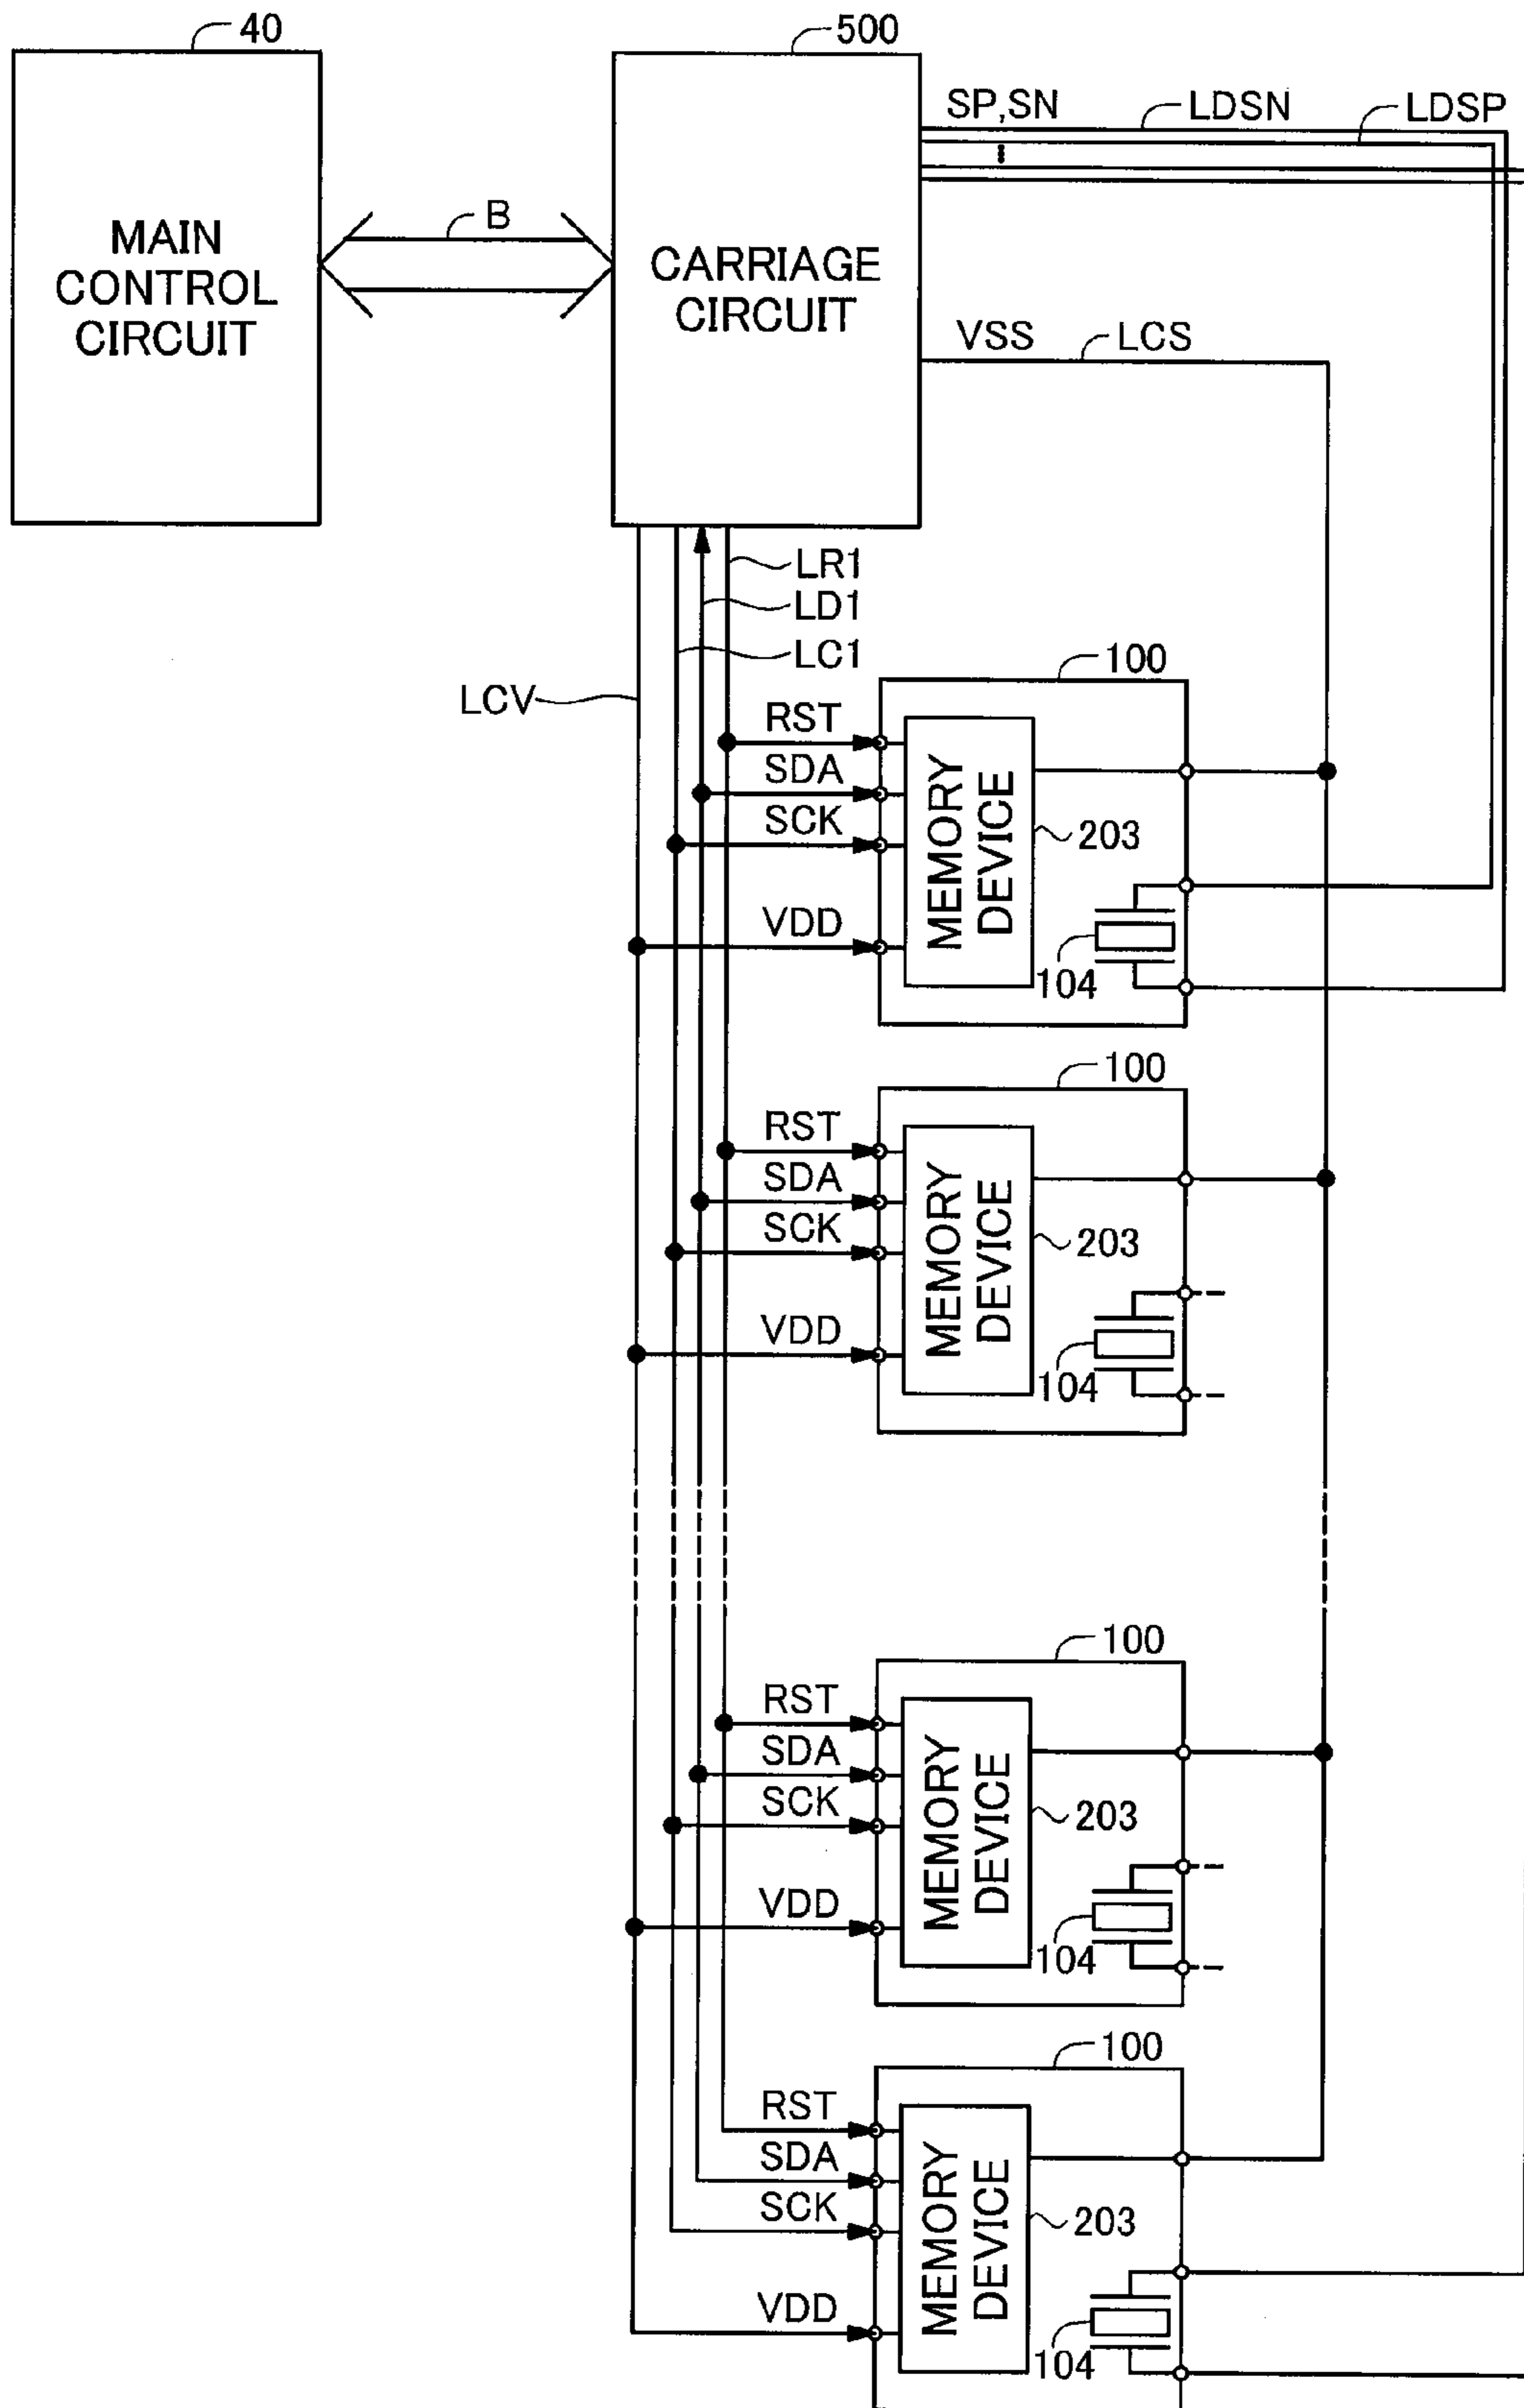 40
500
MAIN
CONTROL
CIRCUIT
B
CARRIAGE
CIRCUIT
SP,SN
LDSN
LDSP
VSS
LCS
LR1
LD1
LC1
LCV
100
RST
SDA
SCK
VDD
MEMORY
DEVICE
203
104
100
RST
SDA
SCK
VDD
MEMORY
DEVICE
203
104
100
RST
SDA
SCK
VDD
MEMORY
DEVICE
203
104
100
RST
SDA
SCK
VDD
MEMORY
DEVICE
203
104